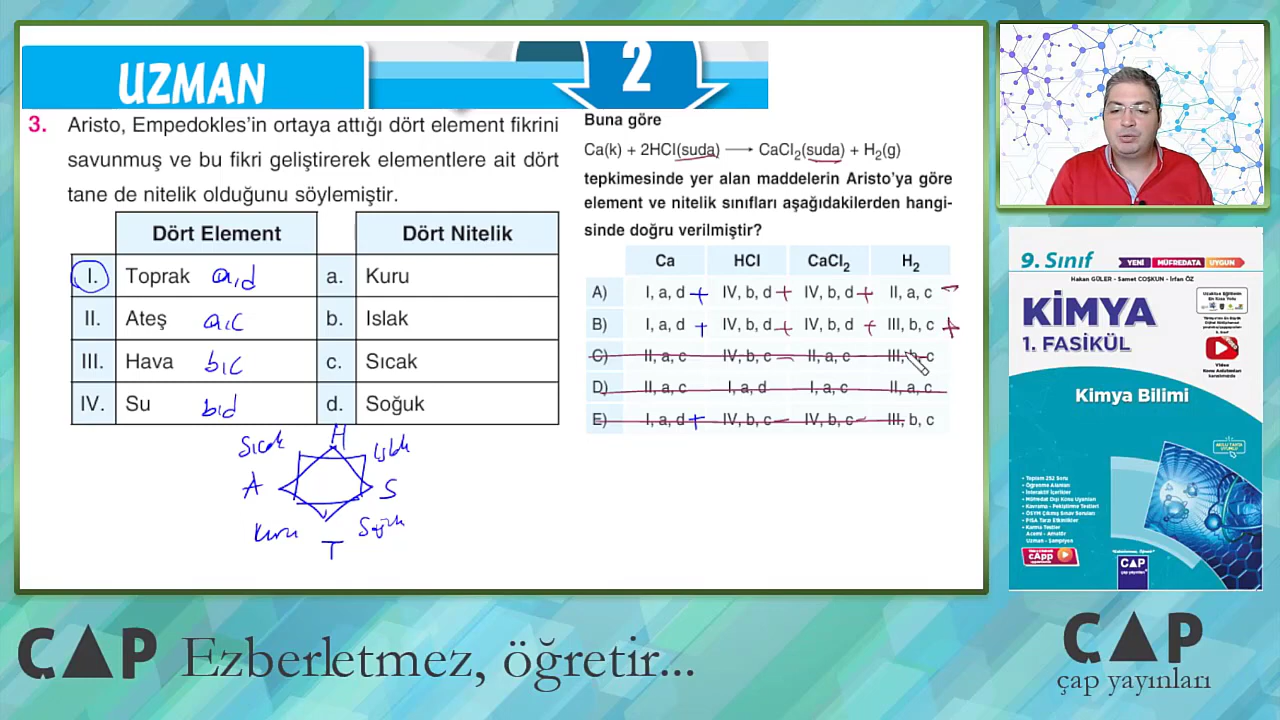 UZMAN
2
3. Aristo, Empedokles'in ortaya attığı dört element fikrini
savunmuş ve bu fikri geliştirerek elementlere ait dört
tane de nitelik olduğunu söylemiştir.
Dört Element Dört Nitelik
I. Toprak a,d a. Kuru
II. Ateş a,c b. Islak
III. Hava b,c c. Sıcak
IV. Su b,d d. Soğuk
H
Sıcak Islak
A S
Kuru Soğuk
T
Buna göre
Ca(k) + 2HCl(suda) ⟶ CaCl₂(suda) + H₂(g)
tepkimesinde yer alan maddelerin Aristo'ya göre
element ve nitelik sınıfları aşağıdakilerden hangi-
sinde doğru verilmiştir?
Ca HCl CaCl₂ H₂
A) I, a, d + IV, b, d + IV, b, d + II, a, c -
B) I, a, d + IV, b, d + IV, b, d + III, b, c +
C) II, a, c IV, b, c - II, a, c III, b, c
D) II, a, c I, a, d I, a, c II, a, c
E) I, a, d + IV, b, c - IV, b, c - III, b, c
9. Sınıf YENİ MÜFREDATA UYGUN
Hakan GÜLER - Samet COŞKUN - İrfan ÖZ
KİMYA
1. FASİKÜL
Kimya Bilimi
ÇAP
çap yayınları
ÇAP Ezberletmez, öğretir...
ÇAP
çap yayınları